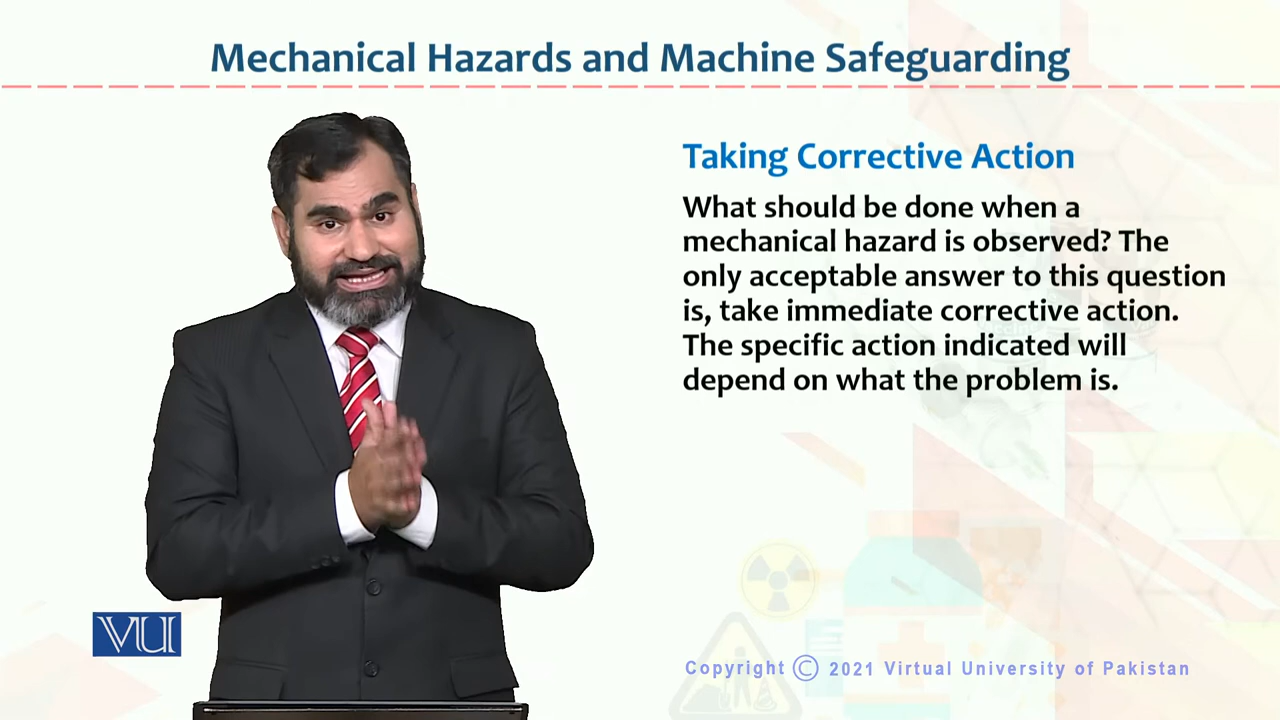 Mechanical Hazards and Machine Safeguarding
Taking Corrective Action
What should be done when a
mechanical hazard is observed? The
only acceptable answer to this question
is, take immediate corrective action.
The specific action indicated will
depend on what the problem is.
VU
Copyright © 2021 Virtual University of Pakistan